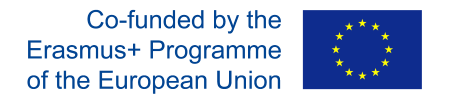 Co-funded by the
Erasmus+ Programme
of the European Union